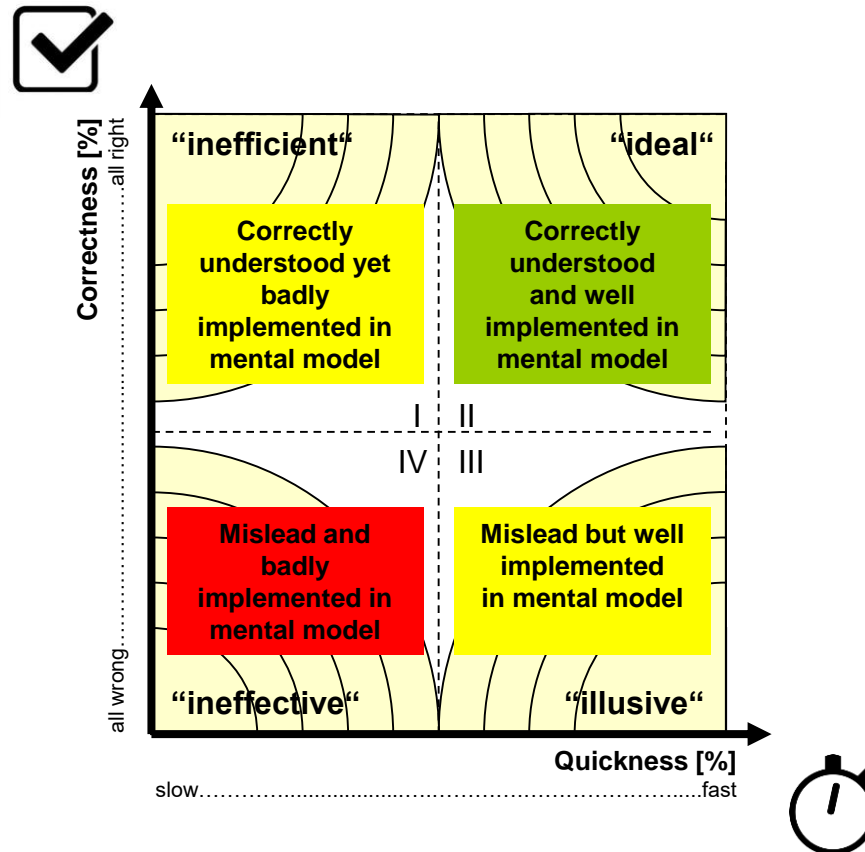 Correctness [%]
all wrong……………………………………………………all right
“inefficient“
“ideal“
Correctly
understood yet
badly
implemented in
mental model
Correctly
understood
and well
implemented in
mental model
I
II
IV
III
Mislead and
badly
implemented in
mental model
Mislead but well
implemented
in mental model
“ineffective“
“illusive“
Quickness [%]
slow…………....................…..….……..…………………….....fast